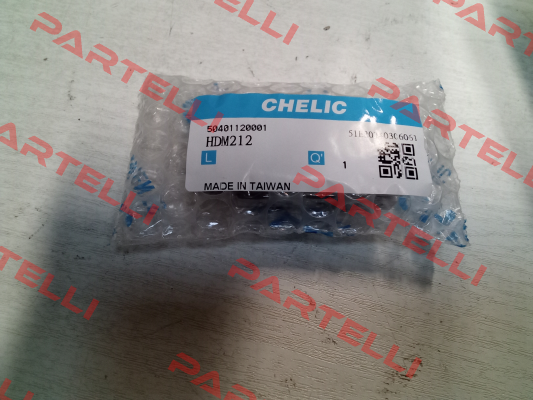 CHELIC
50401120001
HDM212
L Q' 1
MADE IN TAIWAN
PARTELLI
PARTELLI
PARTELLI
PARTELLI
PARTELLI